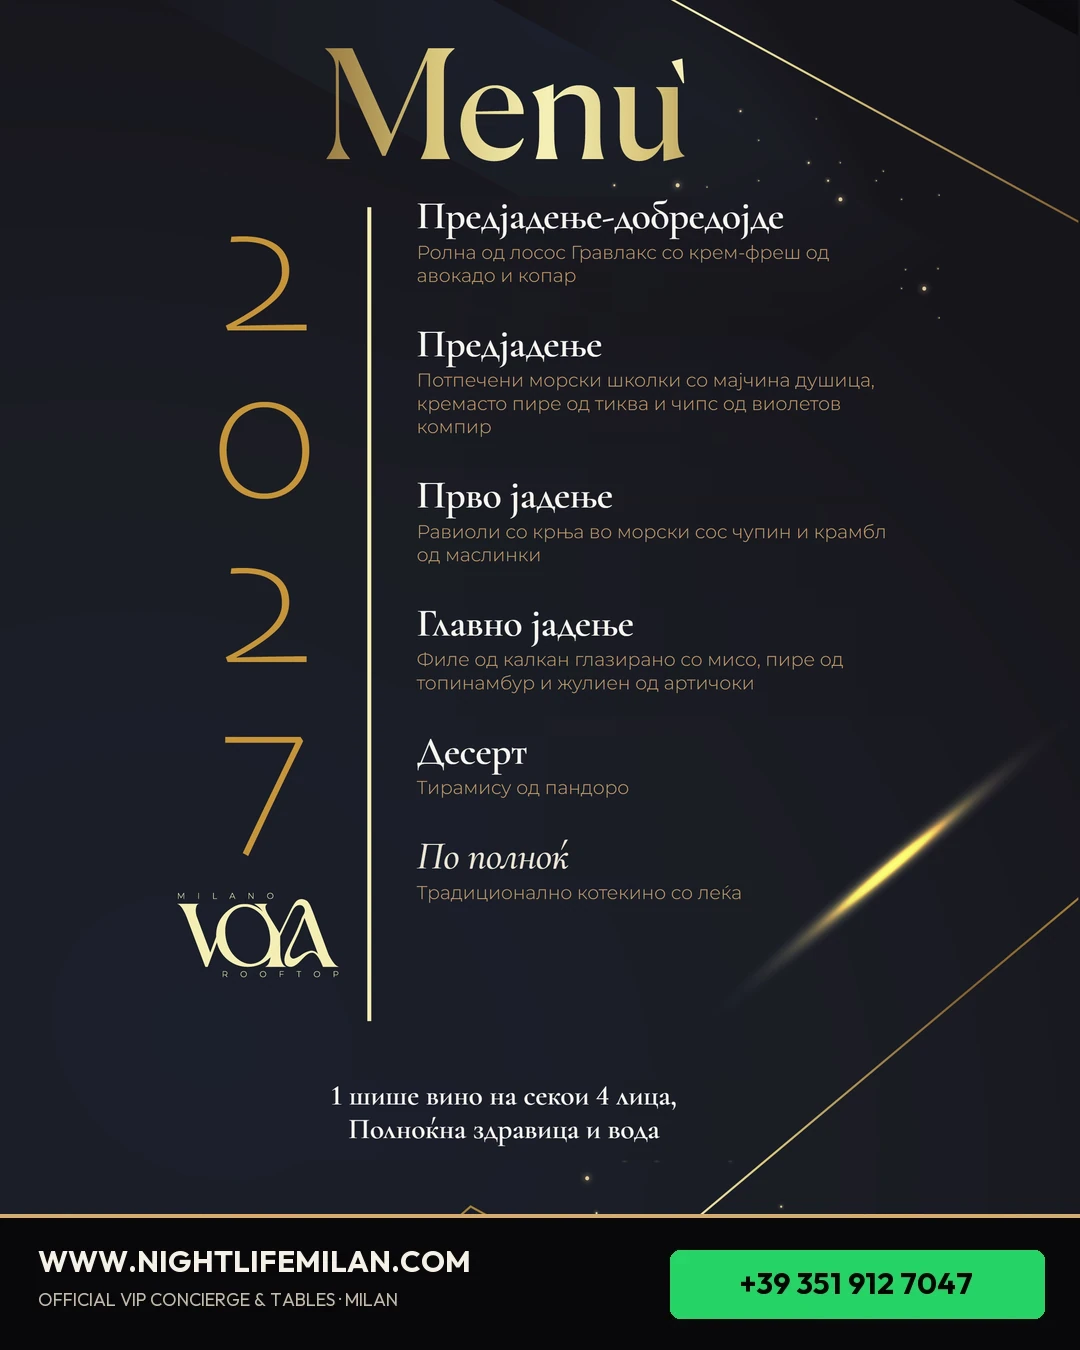 Menù
2
0
2
7
Предјадење-добредојде
Ролна од лосос Гравлакс со крем-фреш од
авокадо и копар
Предјадење
Потпечени морски школки со мајчина душица,
кремасто пире од тиква и чипс од виолетов
компир
Прво јадење
Равиоли со крња во морски сос чупин и крамбл
од маслинки
Главно јадење
Филе од калкан глазирано со мисо, пире од
топинамбур и жулиен од артичоки
Десерт
Тирамису од пандоро
По полноќ
Традиционално котекино со леќа
MILANO
VOYA
ROOFTOP
1 шише вино на секои 4 лица,
Полноќна здравица и вода
WWW.NIGHTLIFEMILAN.COM
OFFICIAL VIP CONCIERGE & TABLES · MILAN
+39 351 912 7047